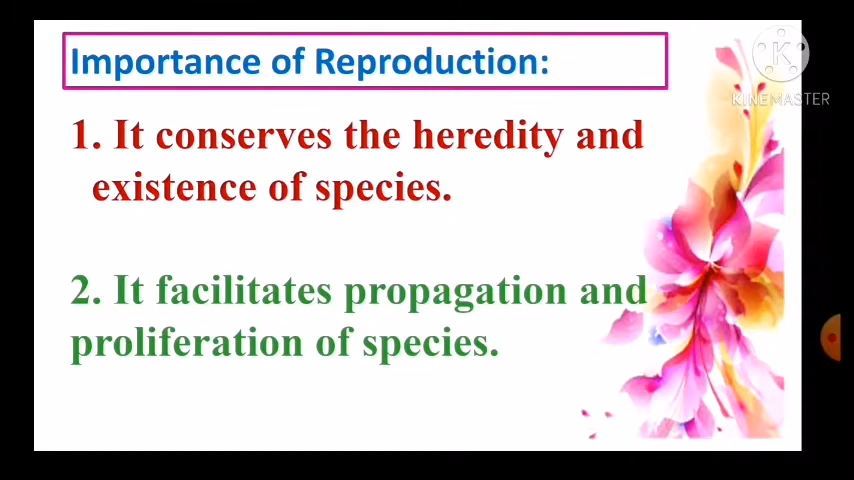 Importance of Reproduction:
K
KINEMASTER
1. It conserves the heredity and
existence of species.
2. It facilitates propagation and
proliferation of species.